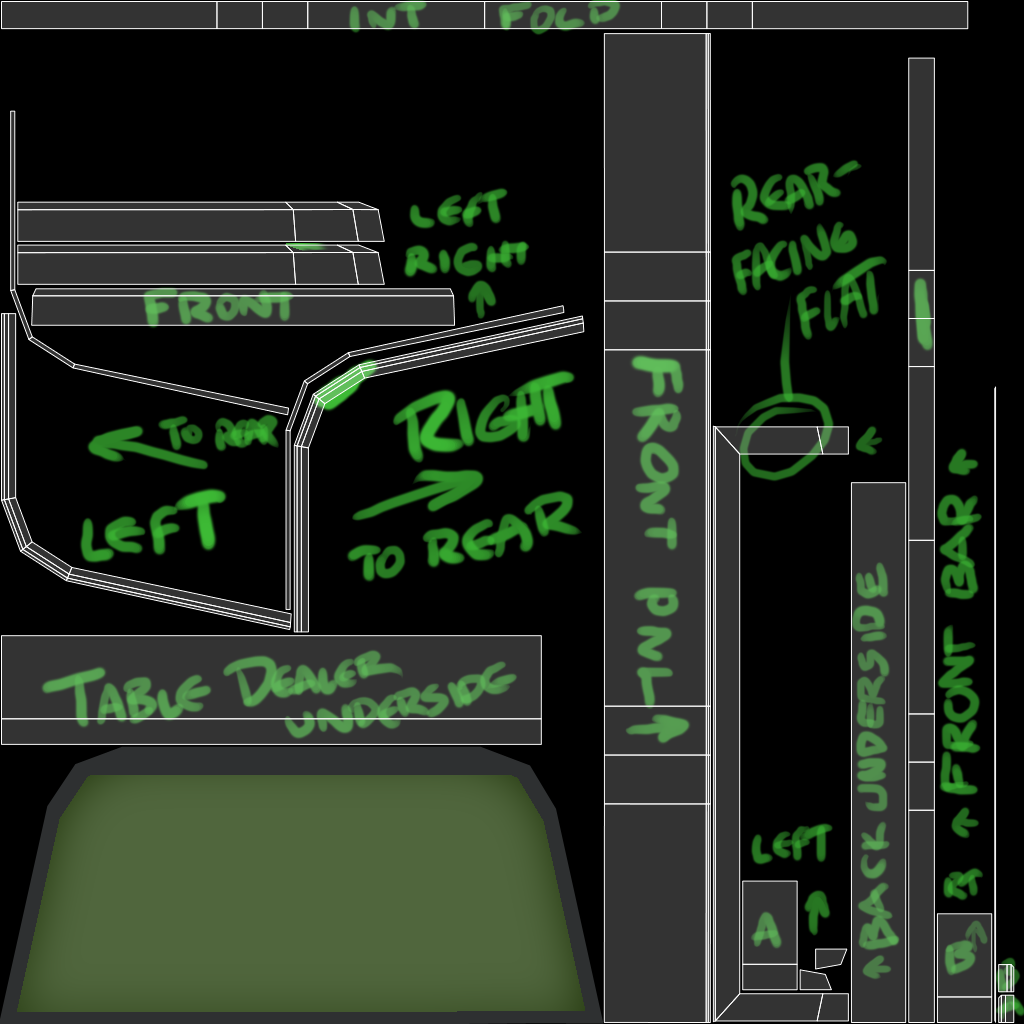 INT FOLD
REAR-
FACING
FLAT
LEFT
RIGHT
FRONT
TO REAR
LEFT
RIGHT
TO REAR
FRONT PNL
TABLE DEALER
UNDERSIDE
LEFT
A
BACK UNDERSIDE
FRONT BAR
RT
B